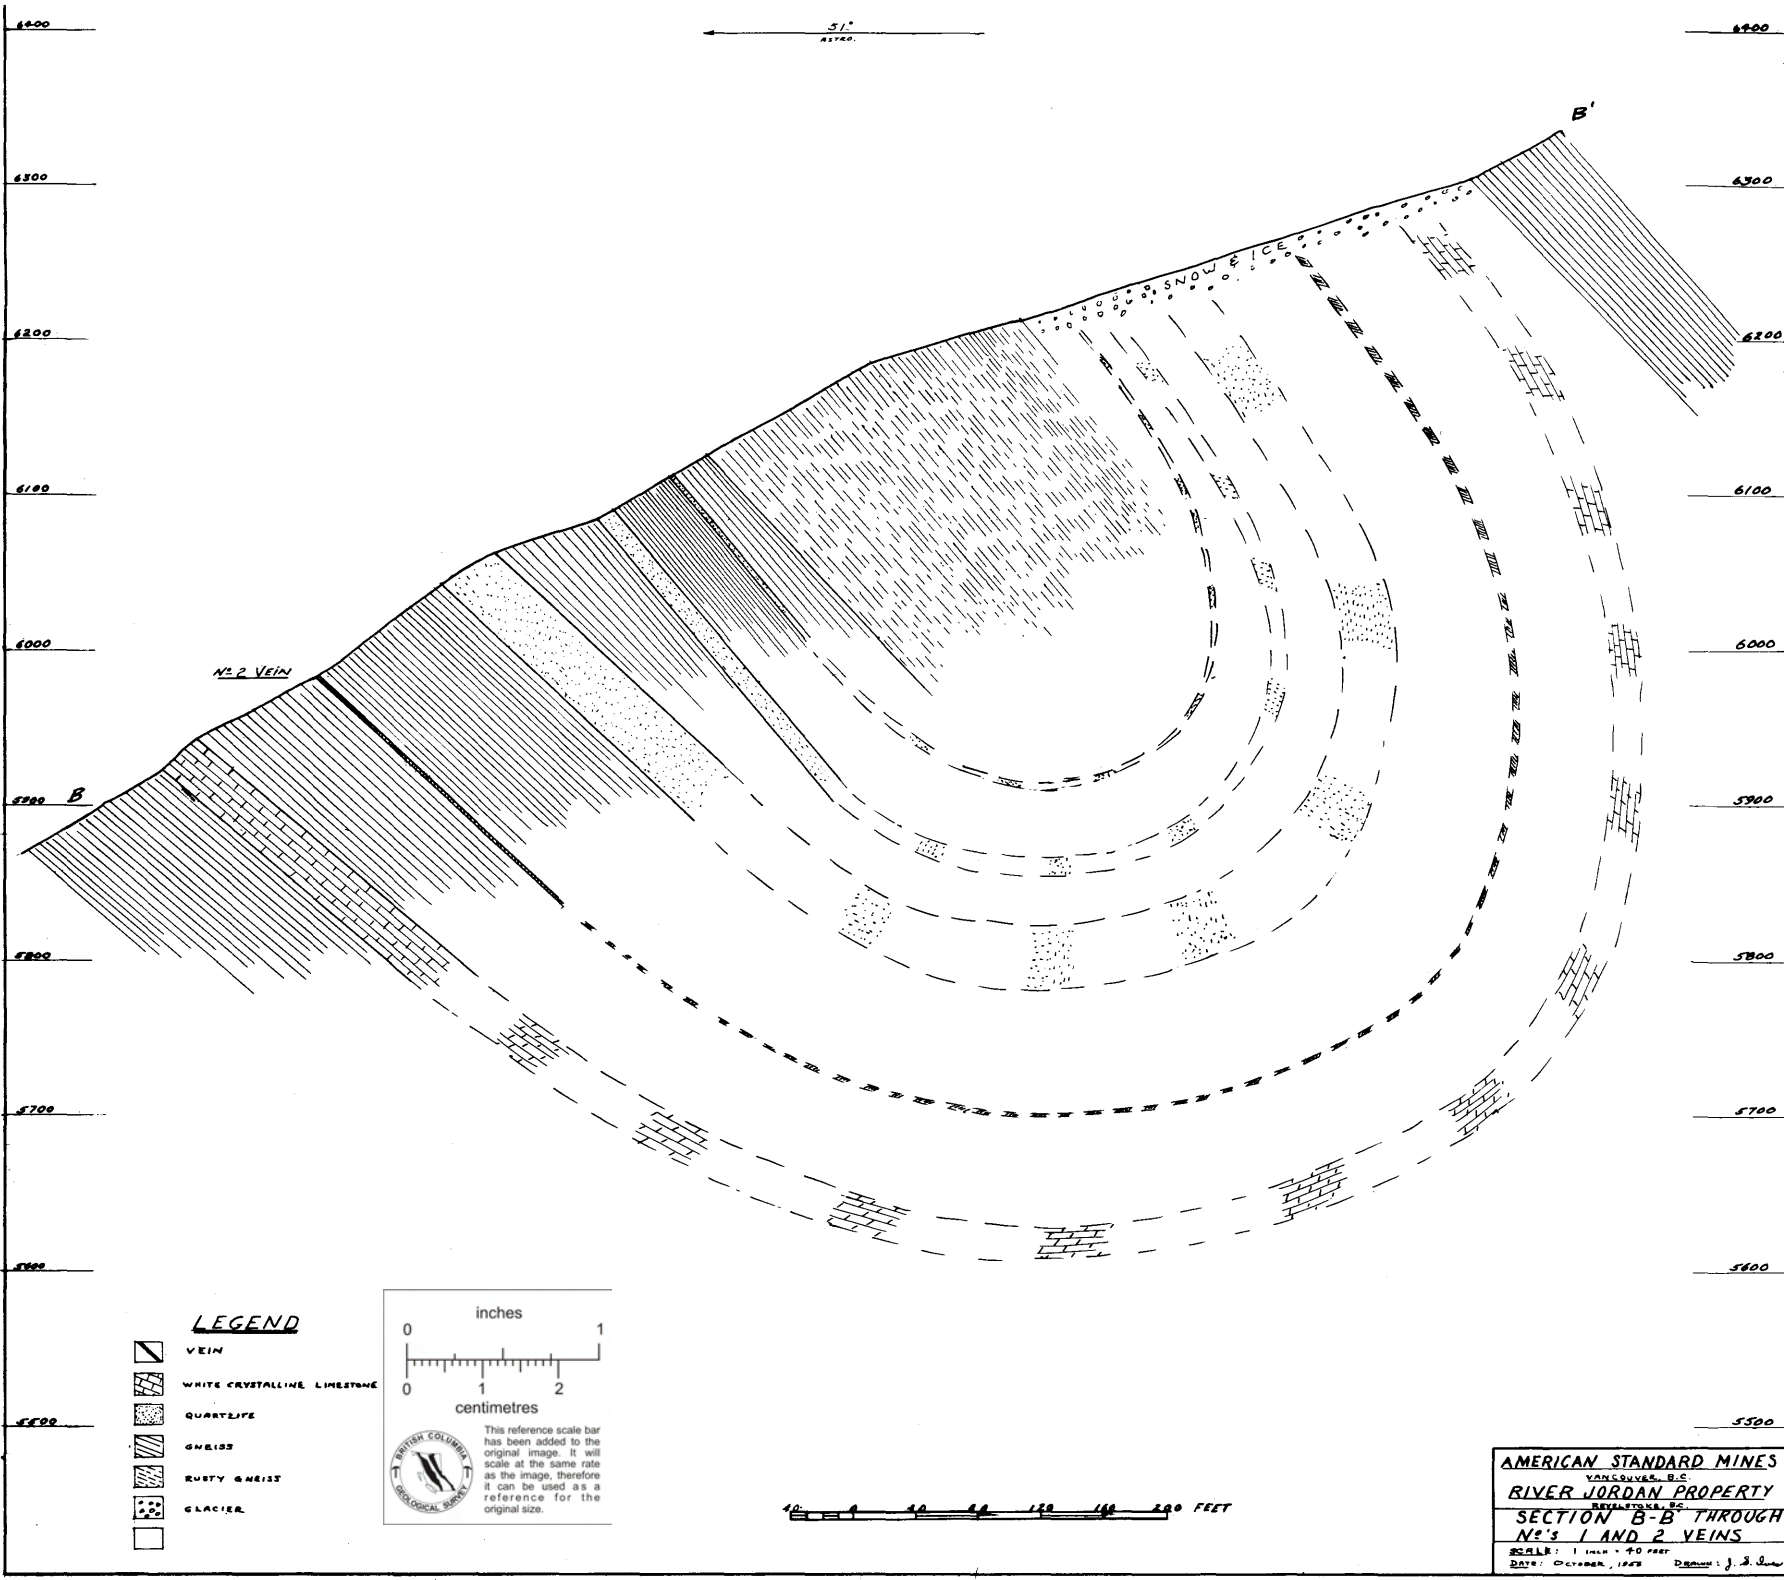 6400
51°
ASTRO.
6400
B'
6300
6300
SNOW & ICE
6200
6200
6100
6100
6000
6000
Nº 2 VEIN
B
5900
5900
5800
5800
5700
5700
5600
5600
LEGEND
VEIN
WHITE CRYSTALLINE LIMESTONE
QUARTZITE
GNEISS
RUSTY GNEISS
GLACIER
inches
0 1
0 1 2
centimetres
BRITISH COLUMBIA
GEOLOGICAL SURVEY
This reference scale bar
has been added to the
original image. It will
scale at the same rate
as the image, therefore
it can be used as a
reference for the
original size.
5500
5500
40 0 40 80 120 160 200 FEET
AMERICAN STANDARD MINES
VANCOUVER, B.C.
RIVER JORDAN PROPERTY
REVELSTOKE, B.C.
SECTION B-B' THROUGH
Nº's 1 AND 2 VEINS
SCALE: 1 INCH = 40 FEET
DATE: OCTOBER, DRAWN: J. S.